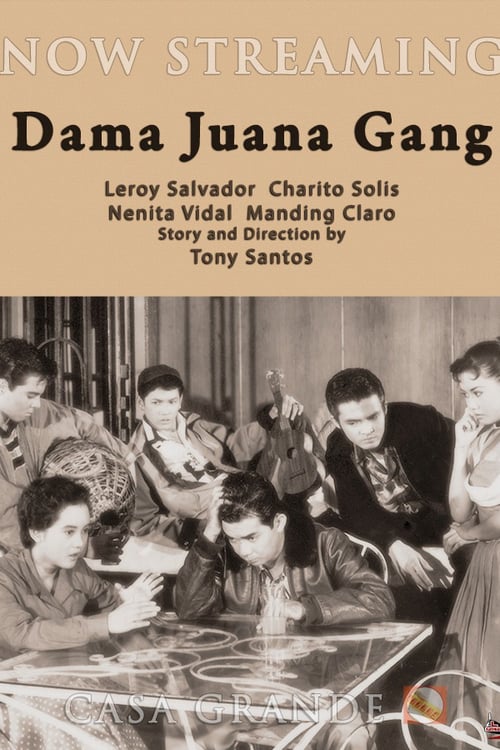 NOW STREAMING
Dama Juana Gang
Leroy Salvador Charito Solis
Nenita Vidal Manding Claro
Story and Direction by
Tony Santos
CASA GRANDE